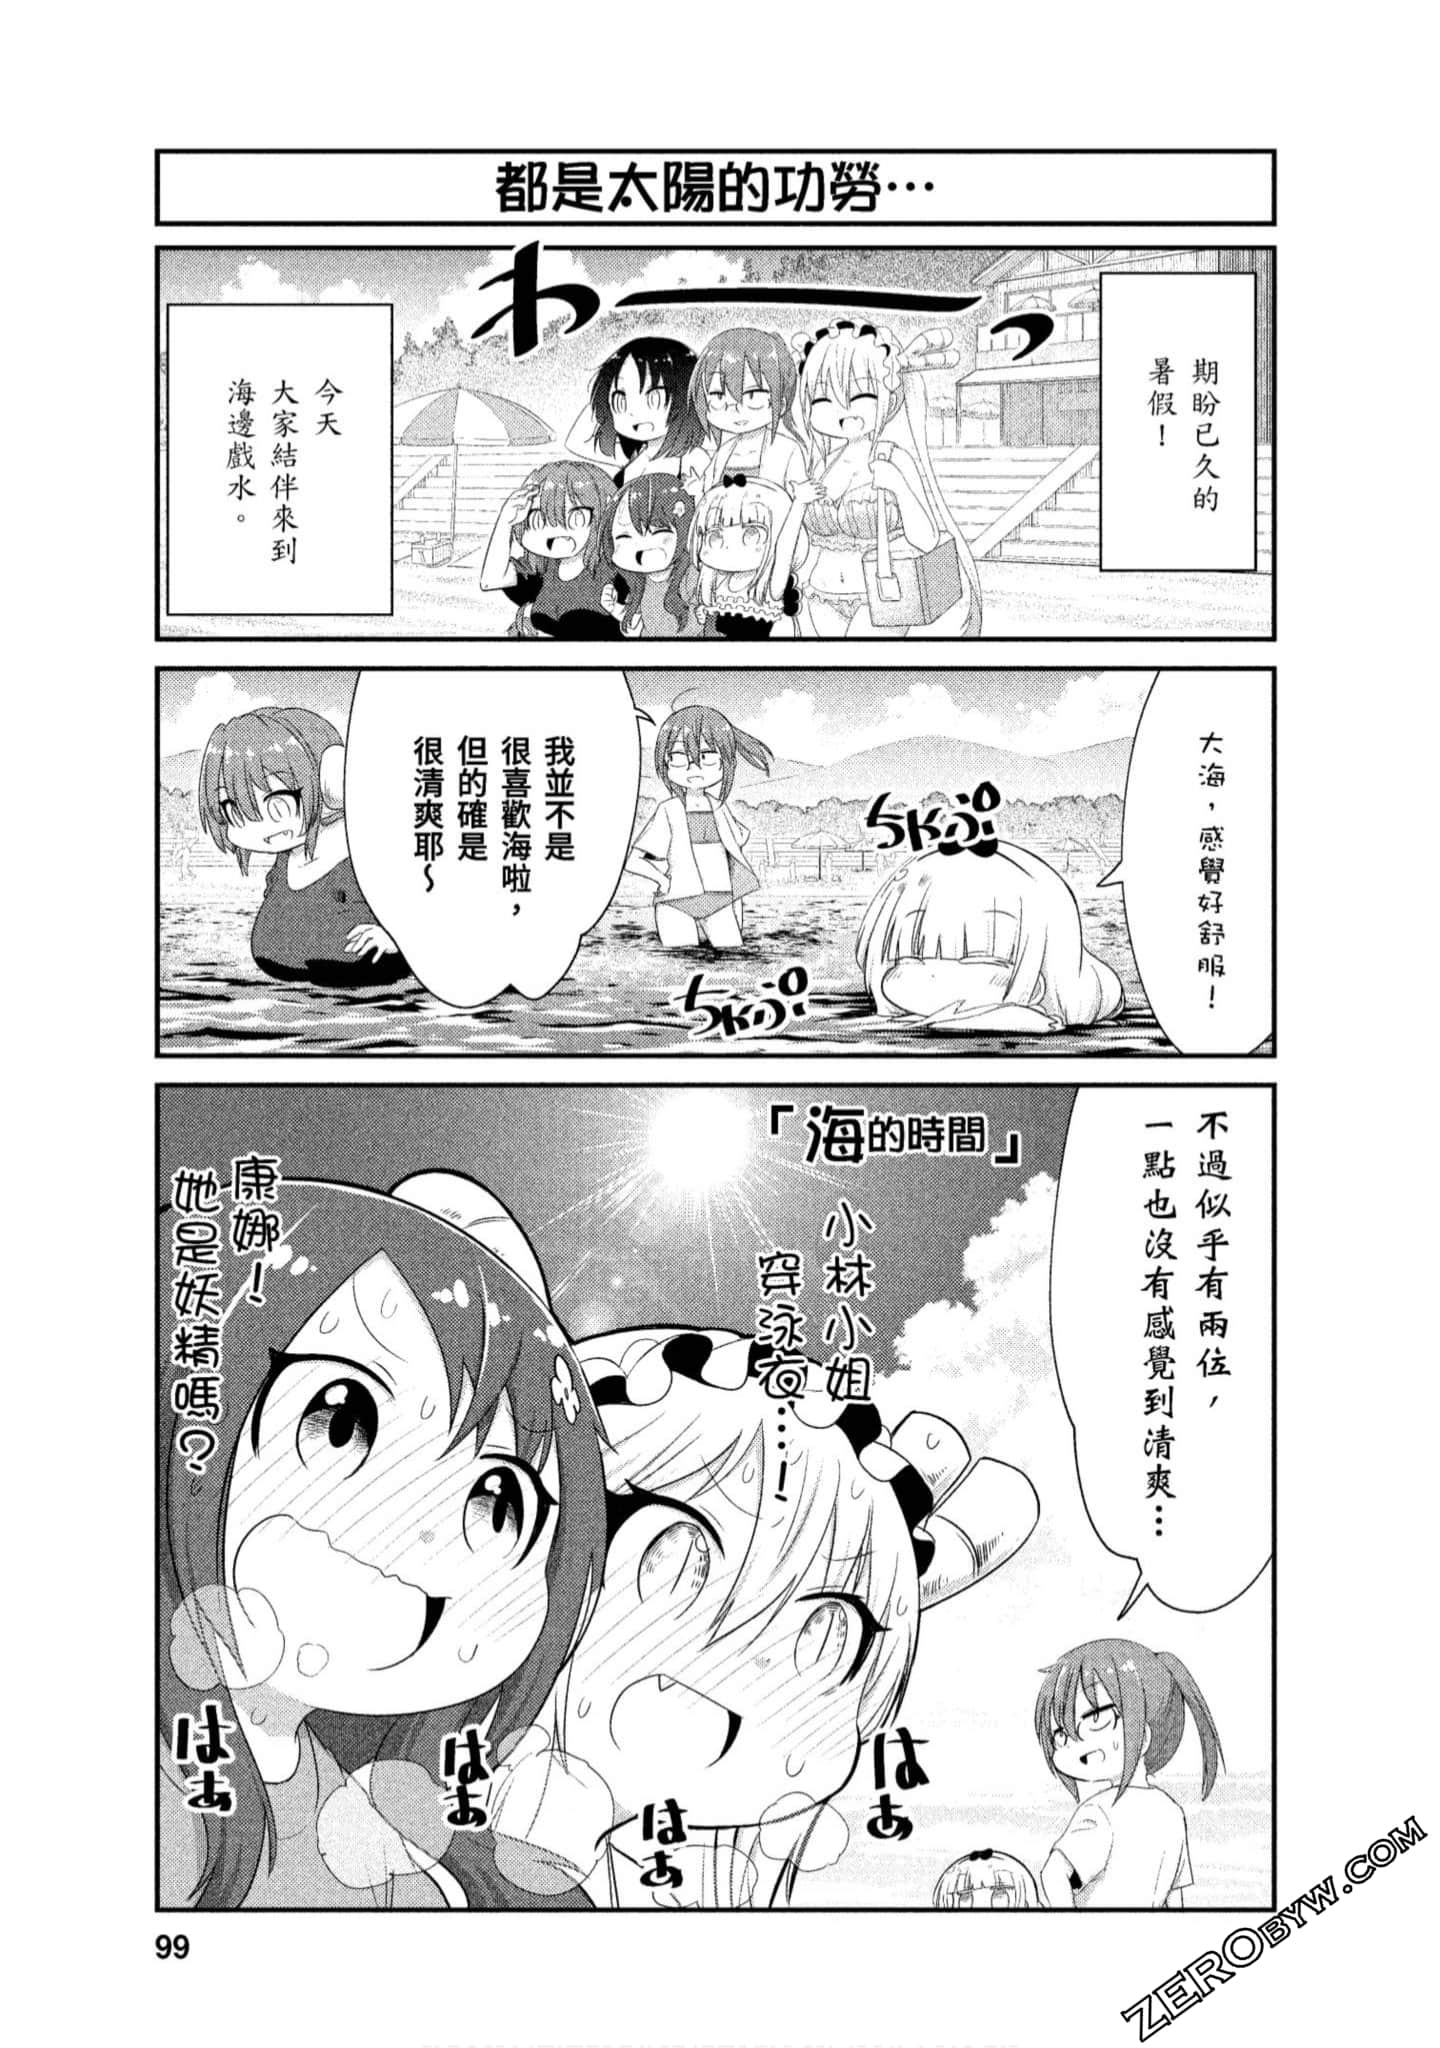 都是太陽的功勞…
わーっ
期盼已久的
暑假！
今天
大家結伴來到
海邊戲水。
大海，感覺好舒服！
ちゃぷ
ちゃぷ
我並不是
很喜歡海啦，
但的確是
很清爽耶～
不過似乎有兩位，
一點也沒有感覺到清爽…
「海的時間」
小林小姐
穿泳衣…！
康娜！
她是妖精嗎？
はぁ
はぁ
はぁ
はぁ
99
ZEROBYW.COM